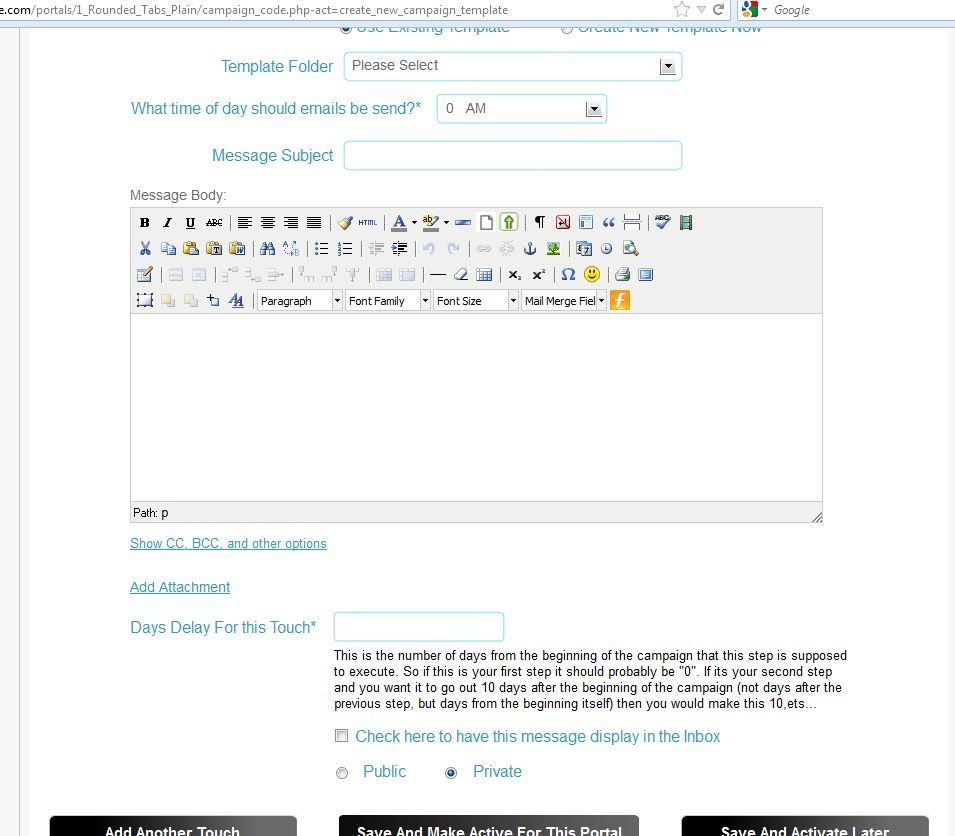 e.com/portals/1_Rounded_Tabs_Plain/campaign_code.php-act=create_new_campaign_template
Google
Use Existing Template Create New Template Now
Template Folder Please Select
What time of day should emails be send?* 0 AM
Message Subject
Message Body:
B I U ABC HTML A ab ABC
W
x₂ x² Ω
A Paragraph Font Family Font Size Mail Merge Fiel f
Path: p
Show CC, BCC, and other options
Add Attachment
Days Delay For this Touch*
This is the number of days from the beginning of the campaign that this step is supposed
to execute. So if this is your first step it should probably be "0". If its your second step
and you want it to go out 10 days after the beginning of the campaign (not days after the
previous step, but days from the beginning itself) then you would make this 10,ets...
Check here to have this message display in the Inbox
Public Private
Add Another Touch Save And Make Active For This Portal Save And Activate Later